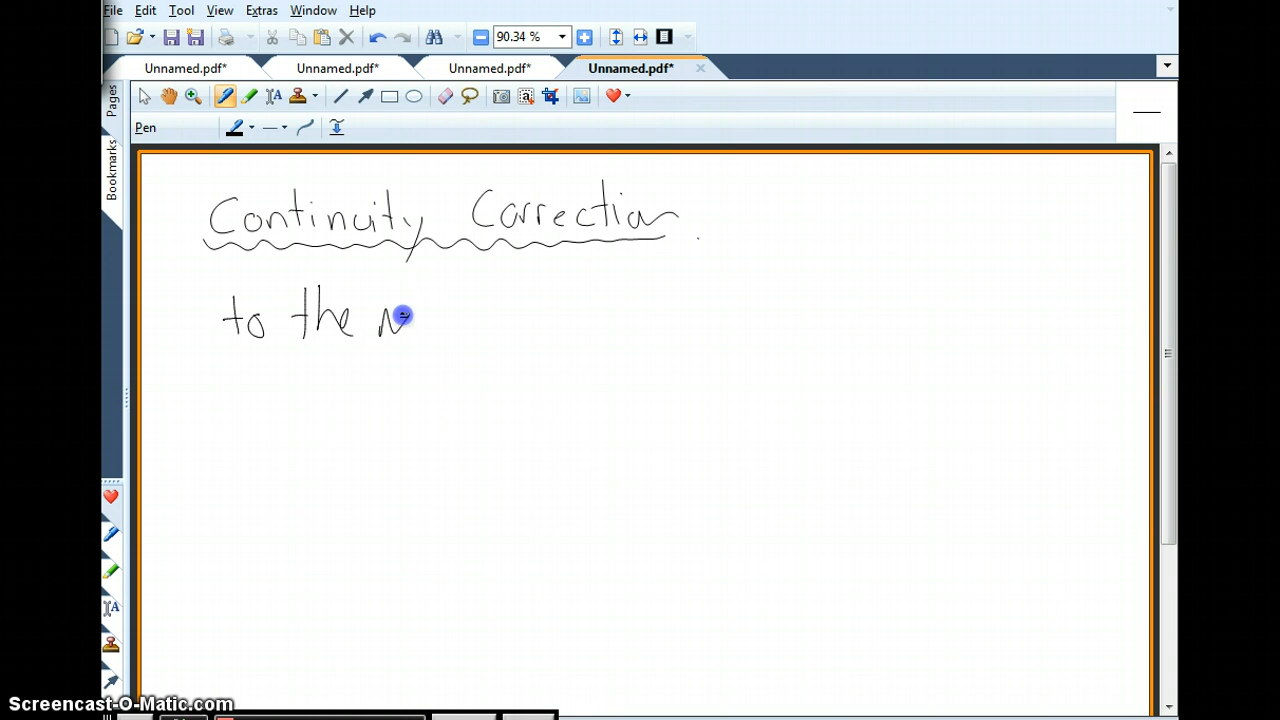 File Edit View Tool Extras Window Help
90.34 %
Unnamed.pdf* Unnamed.pdf* Unnamed.pdf* Unnamed.pdf*
Pages
Bookmarks
Pen
Continuity Correction
to the N
Screencast-O-Matic.com